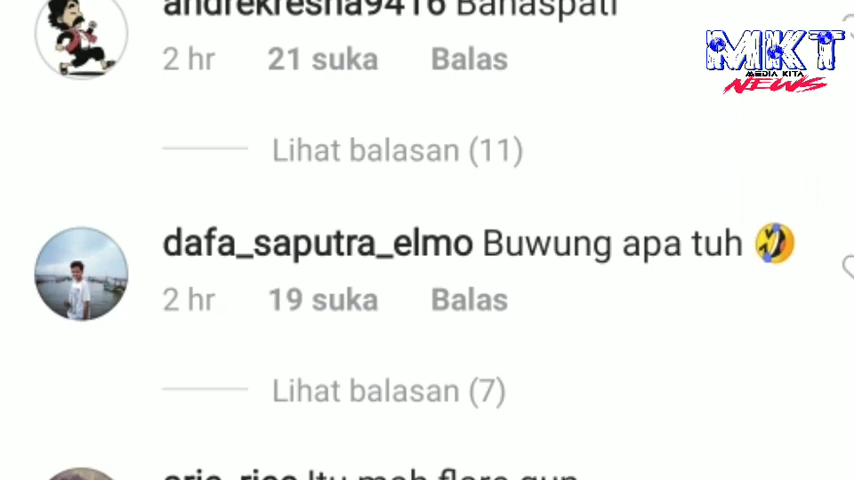 andrekresna9416 Banaspati
2 hr 21 suka Balas
MKT
MEDIA KITA
NEWS
Lihat balasan (11)
dafa_saputra_elmo Buwung apa tuh 🤣
2 hr 19 suka Balas
Lihat balasan (7)
Itu mah flare gun